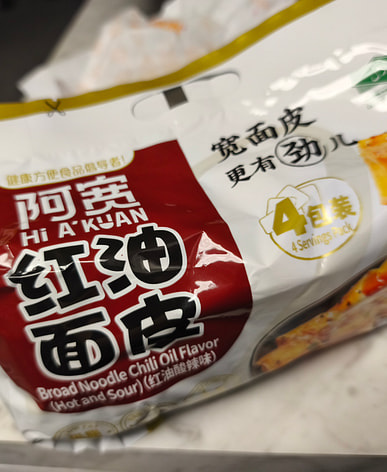 健康方便食品倡导者!
阿宽
Hi A'KUAN
红油
面皮
Broad Noodle Chili Oil Flavor
(Hot and Sour) (红油酸辣味)
宽面皮
更有劲儿
4包装
4 Servings Pack